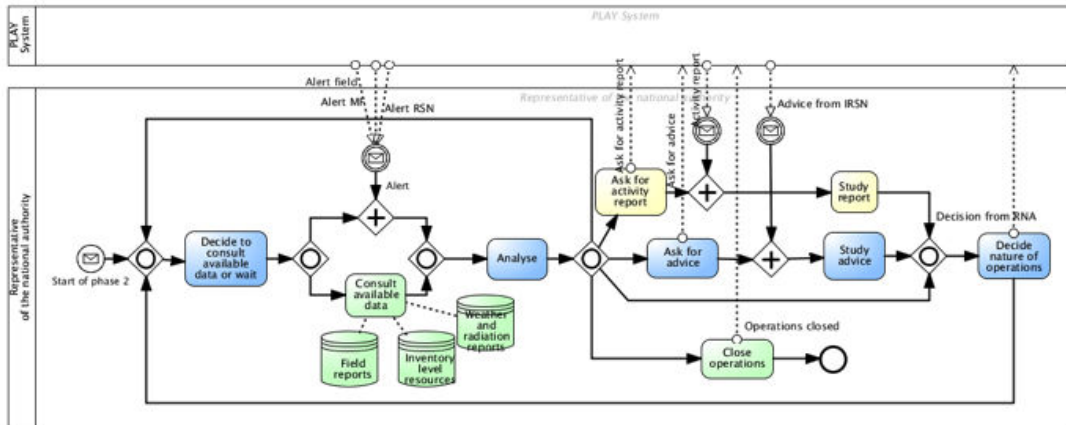 PLAY
System
PLAY System
Representative
of the national authority
Representative of the national authority
Alert field
Alert MF
Alert RSN
Ask for activity report
Ask for advice
Activity report
Advice from IRSN
Alert
Ask for
activity
report
Study
report
Decision from RNA
Start of phase 2
Decide to
consult
available
data or wait
Analyse
Ask for
advice
Study
advice
Decide
nature of
operations
Consult
available
data
Weather
and
radiation
reports
Field
reports
Inventory
level
resources
Operations closed
Close
operations